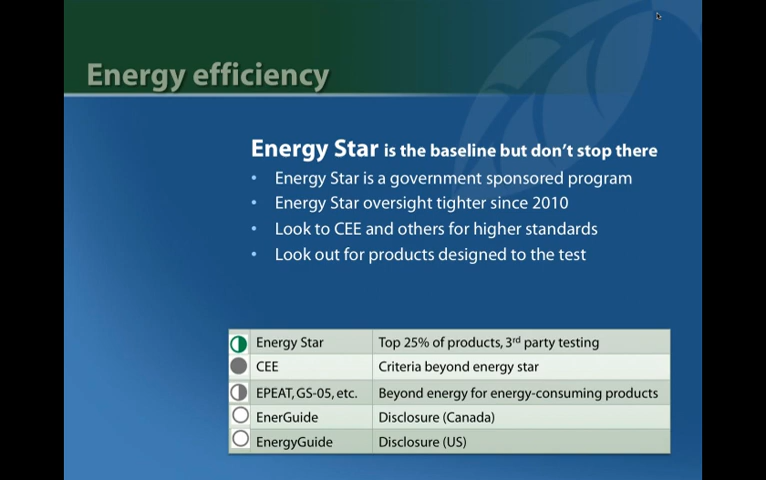 Energy efficiency
Energy Star is the baseline but don't stop there
• Energy Star is a government sponsored program
• Energy Star oversight tighter since 2010
• Look to CEE and others for higher standards
• Look out for products designed to the test
Energy Star Top 25% of products, 3rd party testing
CEE Criteria beyond energy star
EPEAT, GS-05, etc. Beyond energy for energy-consuming products
EnerGuide Disclosure (Canada)
EnergyGuide Disclosure (US)